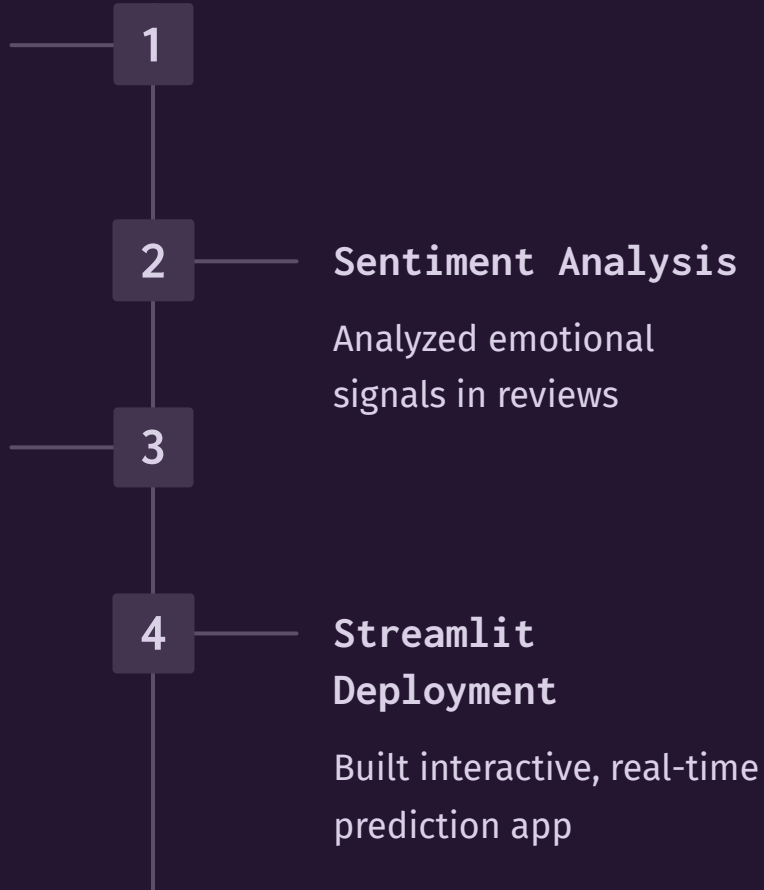 1
2
Sentiment Analysis
Analyzed emotional
signals in reviews
3
4
Streamlit
Deployment
Built interactive, real-time
prediction app